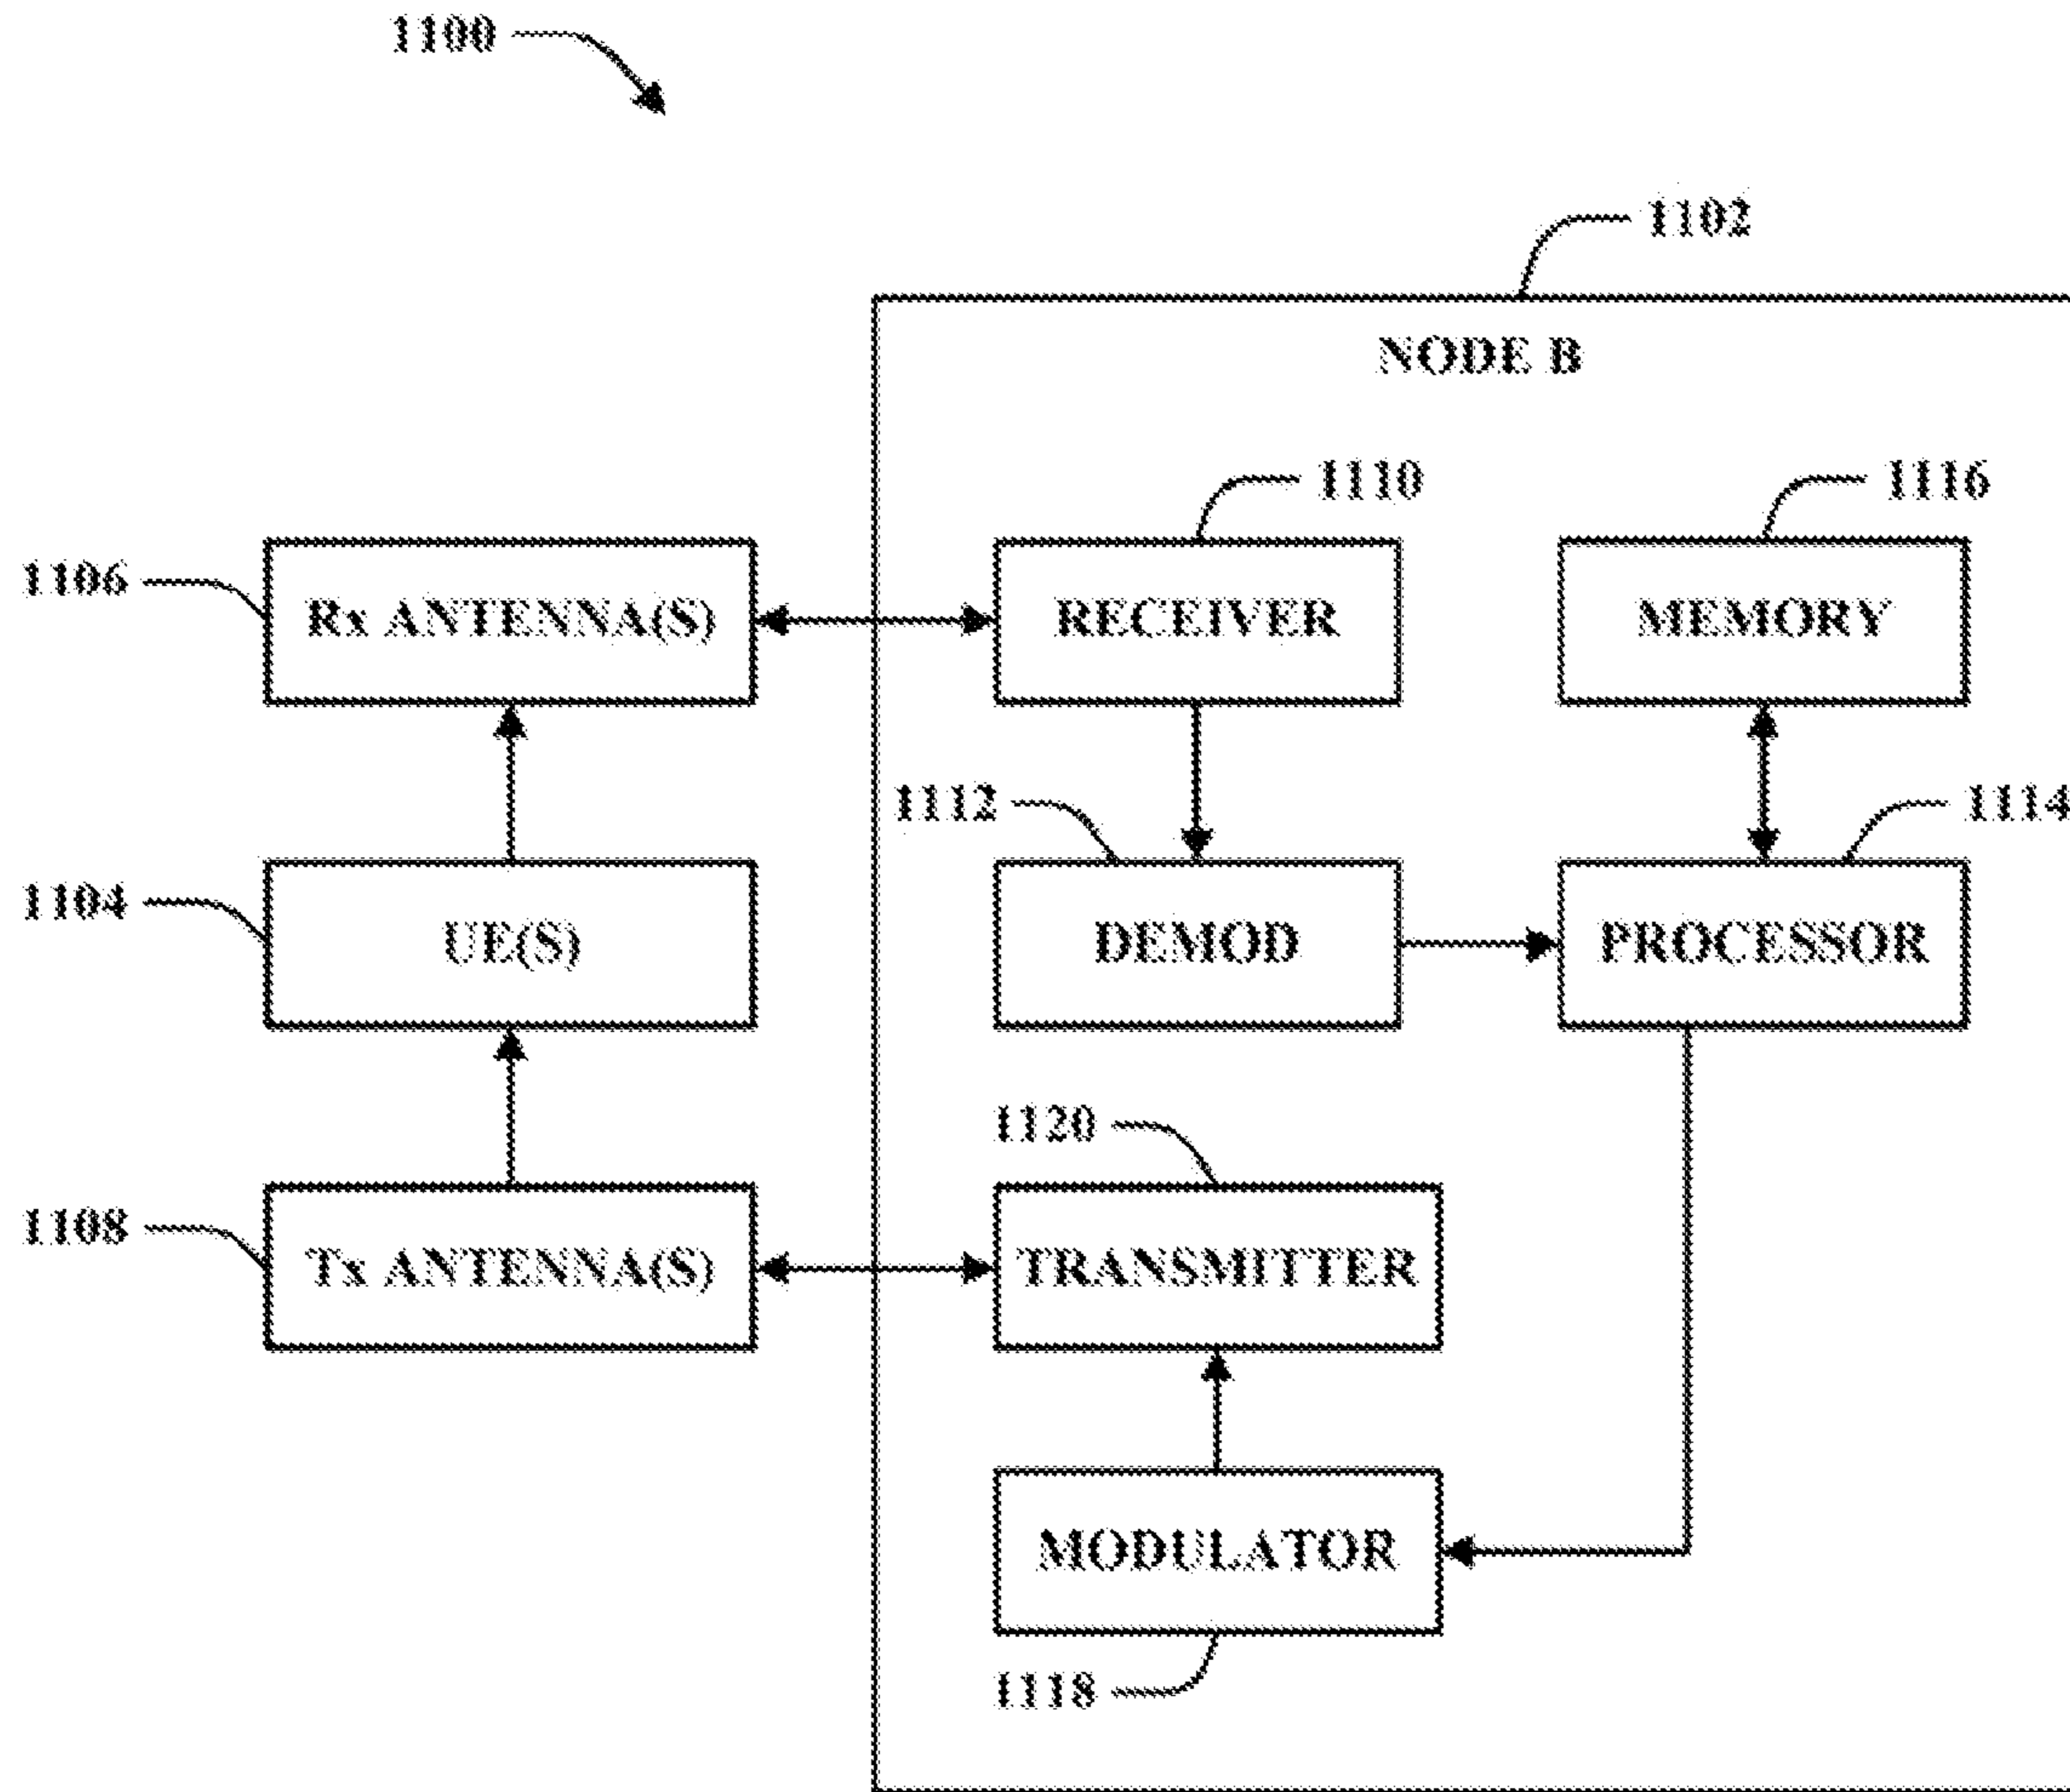 1100
1102
NODE B
1110
1116
1106
Rx ANTENNA(S)
RECEIVER
MEMORY
1112
1114
1104
UE(S)
DEMOD
PROCESSOR
1120
1108
Tx ANTENNA(S)
TRANSMITTER
MODULATOR
1118